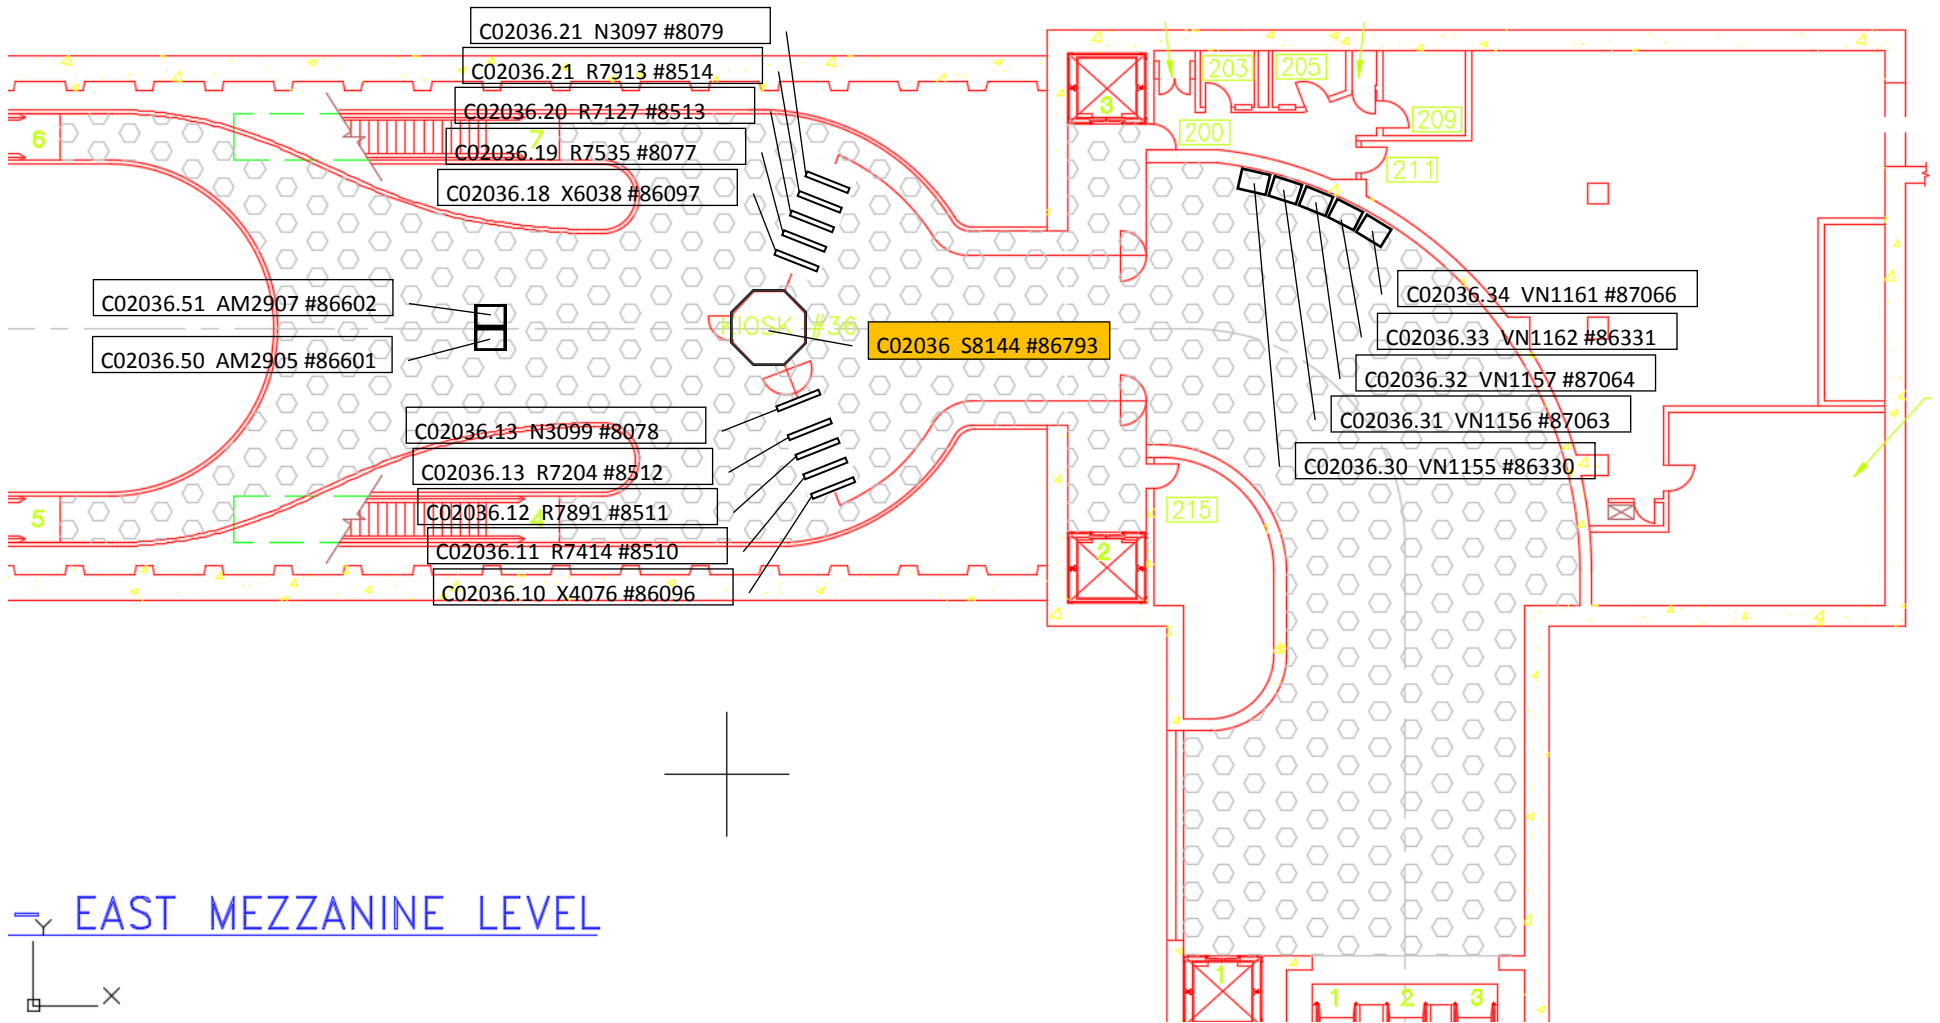 C02036.21 N3097 #8079
C02036.21 R7913 #8514
C02036.20 R7127 #8513
C02036.19 R7535 #8077
C02036.18 X6038 #86097
3
203
205
200
209
211
6
7
C02036.51 AM2907 #86602
C02036.50 AM2905 #86601
KIOSK #36
C02036 S8144 #86793
C02036.34 VN1161 #87066
C02036.33 VN1162 #86331
C02036.32 VN1157 #87064
C02036.31 VN1156 #87063
C02036.30 VN1155 #86330
C02036.13 N3099 #8078
C02036.13 R7204 #8512
C02036.12 R7891 #8511
C02036.11 R7414 #8510
C02036.10 X4076 #86096
5
4
215
2
- EAST MEZZANINE LEVEL
Y
X
1
1 2 3